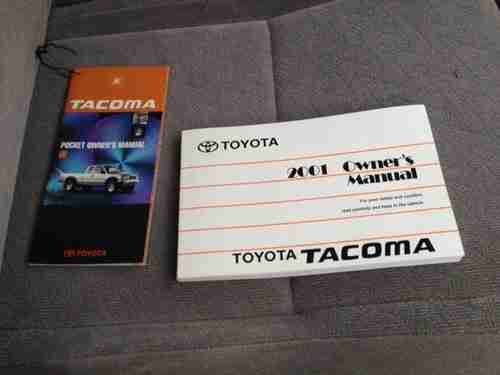 TACOMA
POCKET OWNER'S MANUAL
TOYOTA
TOYOTA
2001 Owner's
Manual
For your safety and comfort,
read carefully and keep in the vehicle.
TOYOTA TACOMA